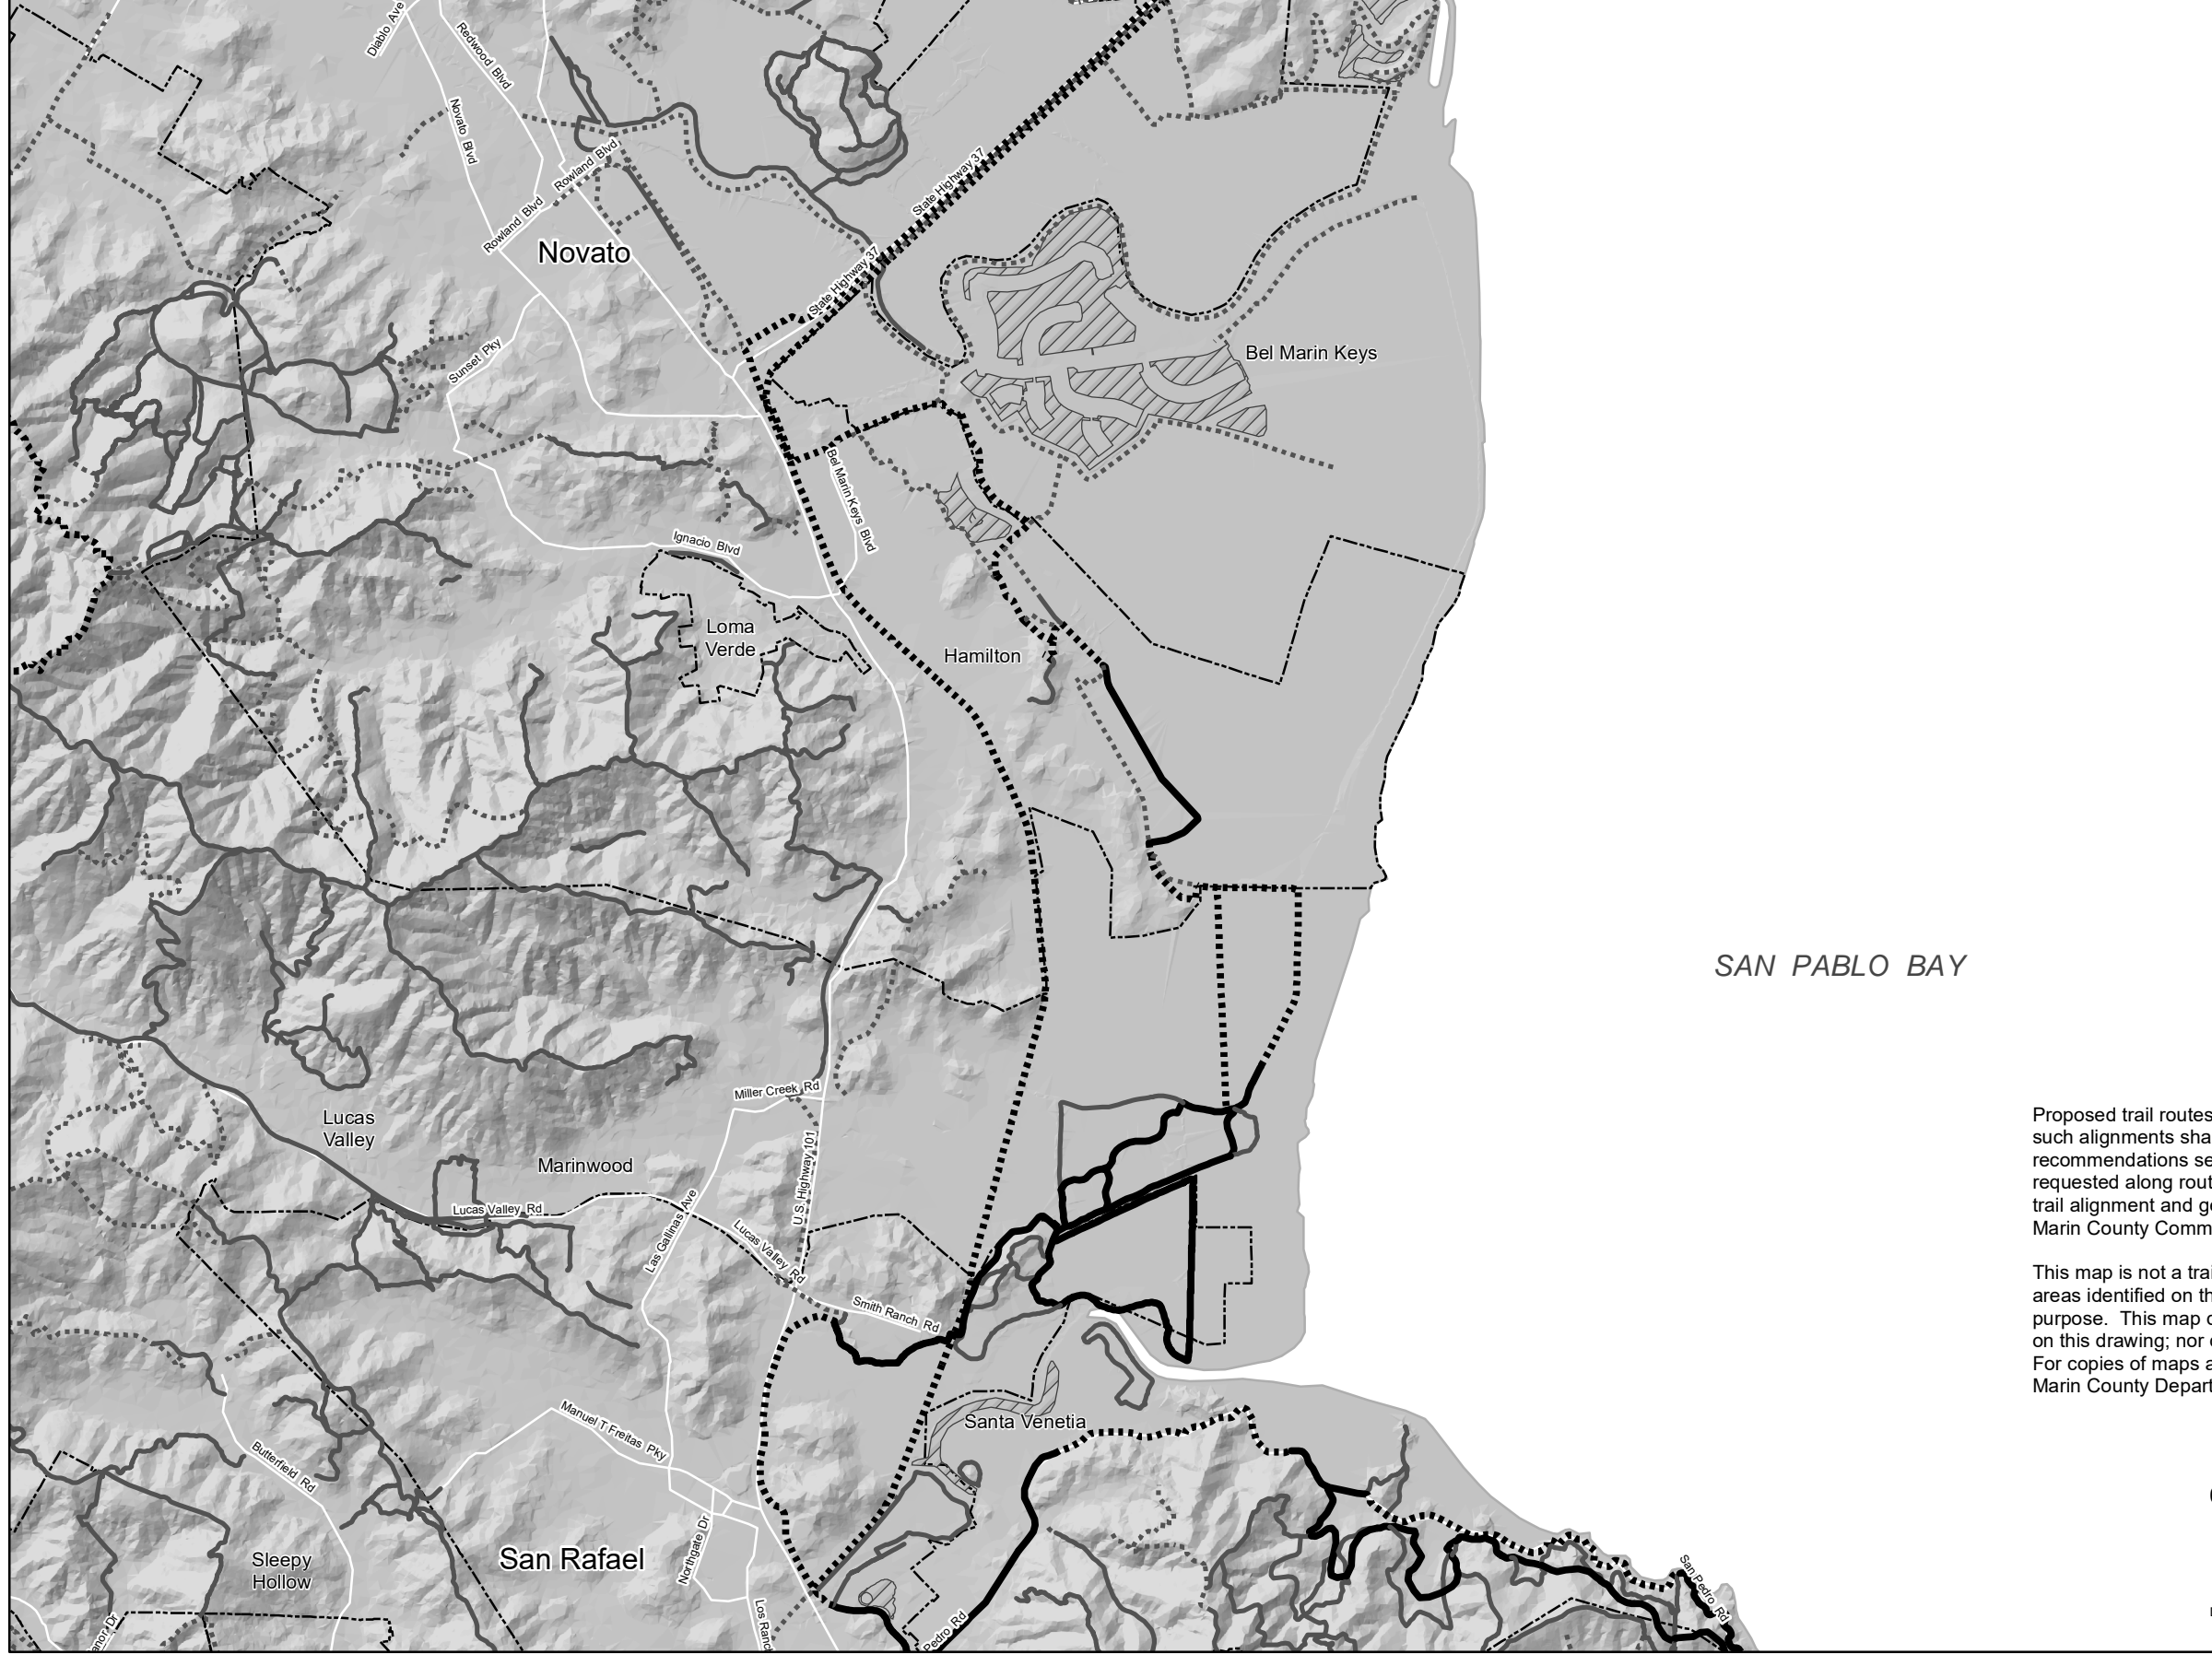 Diablo Ave
Redwood Blvd
Novato Blvd
Rowland Blvd
Rowland Blvd
State Highway 37
Novato
State Highway 37
Sunset Pky
Bel Marin Keys
Bel Marin Keys Blvd
Ignacio Blvd
Loma
Verde
Hamilton
SAN PABLO BAY
Miller Creek Rd
Lucas
Valley
Marinwood
U.S. Highway 101
Lucas Valley Rd
Las Gallinas Ave
Lucas Valley Rd
Smith Ranch Rd
Proposed trail routes
such alignments sha
recommendations se
requested along rout
trail alignment and g
Marin County Comm
This map is not a trai
areas identified on th
purpose. This map
on this drawing; nor
For copies of maps a
Marin County Depart
Manuel T Freitas Pky
Santa Venetia
Butterfield Rd
Northgate Dr
San Rafael
Sleepy
Hollow
San Pedro Rd
Los Ranc
Pedro Rd
anor Dr